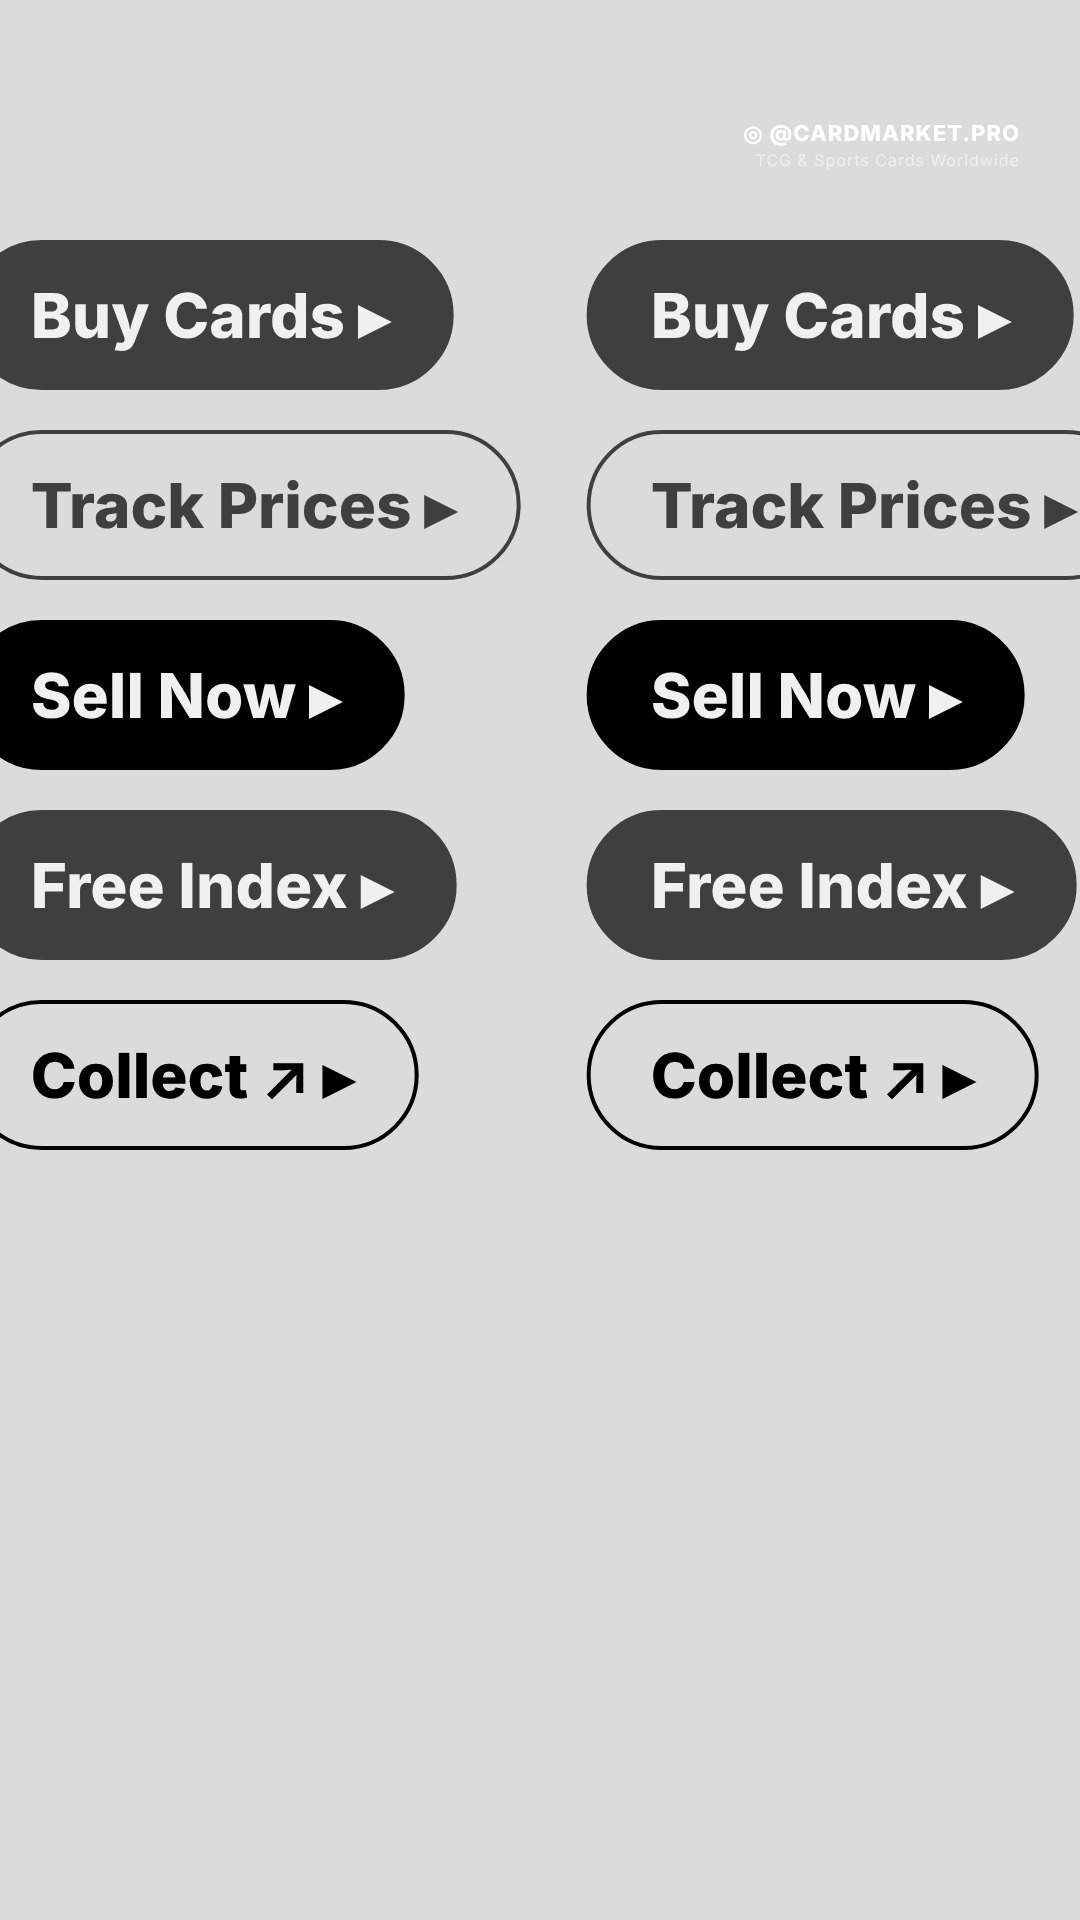 ◎ @CARDMARKET.PRO
TCG & Sports Cards Worldwide
Buy Cards ▶ Buy Cards ▶
Track Prices ▶ Track Prices ▶
Sell Now ▶ Sell Now ▶
Free Index ▶ Free Index ▶
Collect ↗ ▶ Collect ↗ ▶